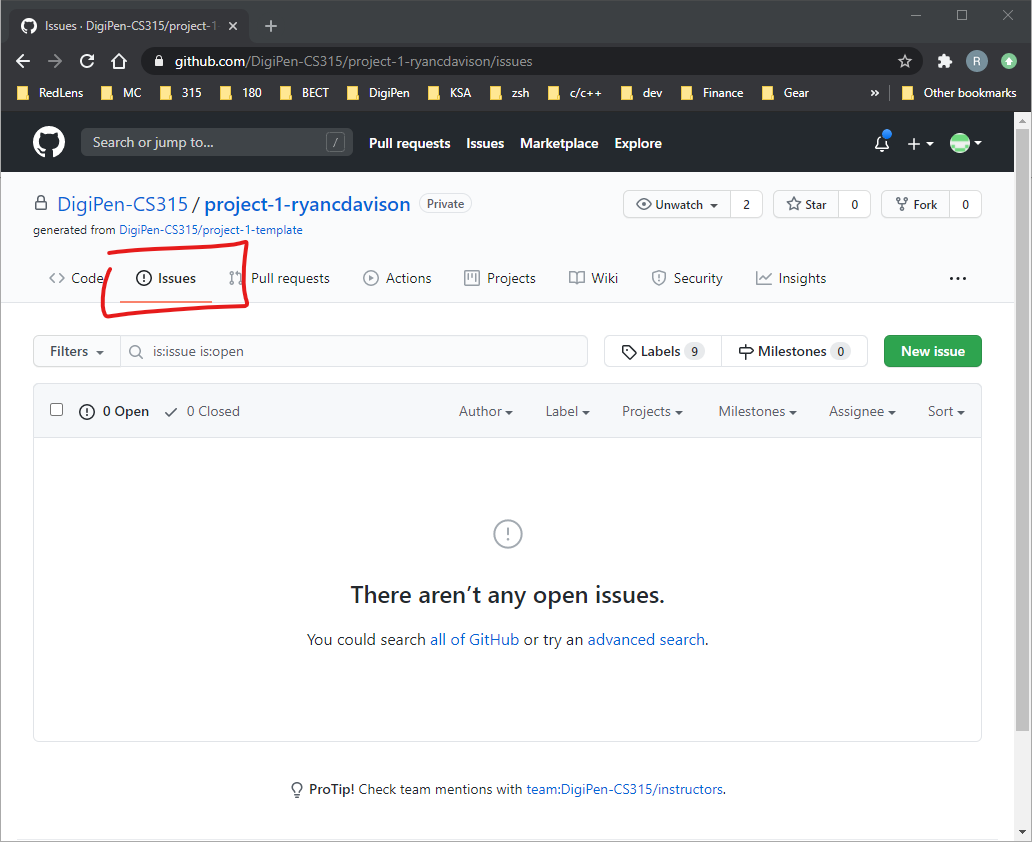 Issues · DigiPen-CS315/project-1-
github.com/DigiPen-CS315/project-1-ryancdavison/issues
R
RedLens MC 315 180 BECT DigiPen KSA zsh c/c++ dev Finance Gear » Other bookmarks
Search or jump to... / Pull requests Issues Marketplace Explore
DigiPen-CS315 / project-1-ryancdavison Private Unwatch 2 Star 0 Fork 0
generated from DigiPen-CS315/project-1-template
Code Issues Pull requests Actions Projects Wiki Security Insights ...
Filters is:issue is:open Labels 9 Milestones 0 New issue
0 Open 0 Closed Author Label Projects Milestones Assignee Sort
There aren’t any open issues.
You could search all of GitHub or try an advanced search.
ProTip! Check team mentions with team:DigiPen-CS315/instructors.